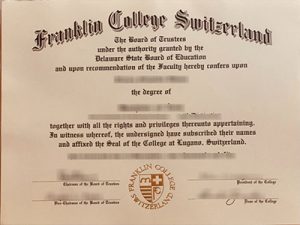 Franklin College Switzerland
The Board of Trustees
under the authority granted by the
Delaware State Board of Education
and upon recommendation of the Faculty hereby confers upon
the degree of
together with all the rights and privileges thereunto appertaining.
In witness whereof, the undersigned have subscribed their names
and affixed the Seal of the College at Lugano, Switzerland.
Chairman of the Board of Trustees
President of the College
Vice-Chairman of the Board of Trustees
Dean of the College
FRANKLIN COLLEGE
SWITZERLAND